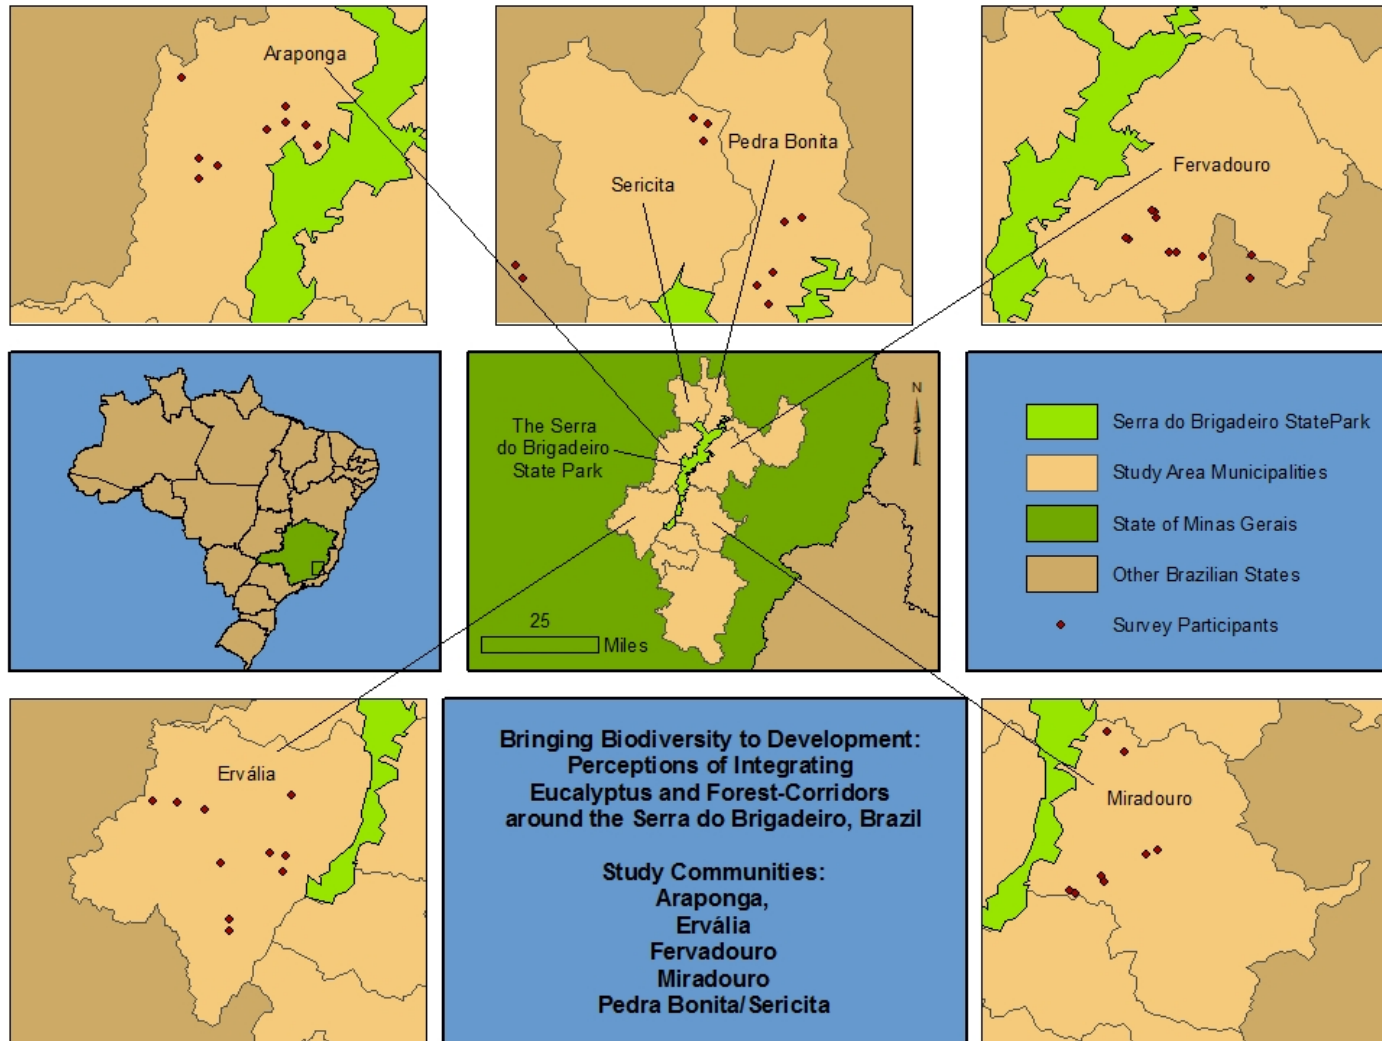 Araponga
Pedra Bonita
Sericita
Fervadouro
The Serra
do Brigadeiro
State Park
N
S
25
Miles
Serra do Brigadeiro StatePark
Study Area Municipalities
State of Minas Gerais
Other Brazilian States
Survey Participants
Ervália
Bringing Biodiversity to Development:
Perceptions of Integrating
Eucalyptus and Forest-Corridors
around the Serra do Brigadeiro, Brazil
Study Communities:
Araponga,
Ervália
Fervadouro
Miradouro
Pedra Bonita/Sericita
Miradouro